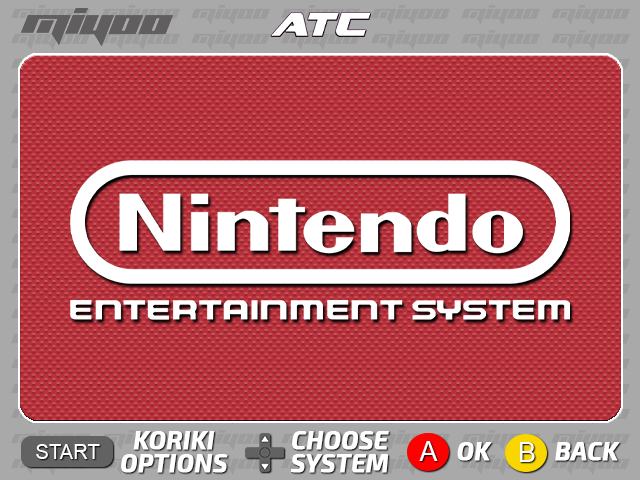 miyoo
ATC
Nintendo
ENTERTAINMENT SYSTEM
START
KORIKI
OPTIONS
CHOOSE
SYSTEM
A OK
B BACK